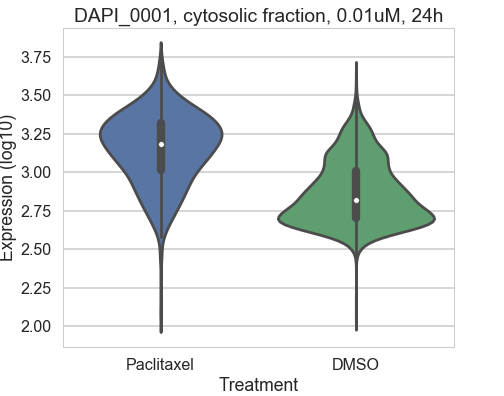 DAPI_0001, cytosolic fraction, 0.01uM, 24h
Expression (log10)
3.75
3.50
3.25
3.00
2.75
2.50
2.25
2.00
Paclitaxel DMSO
Treatment